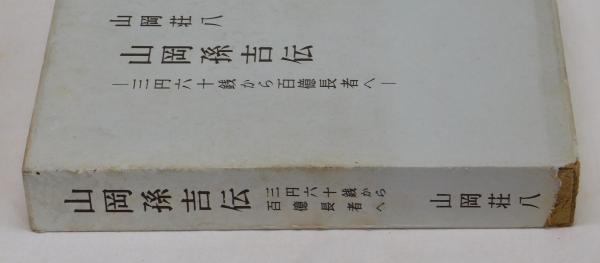 山岡荘八
山岡孫吉伝
―三円六十銭から百億長者へ―
山岡孫吉伝
三円六十銭から
百億長者へ
山岡荘八